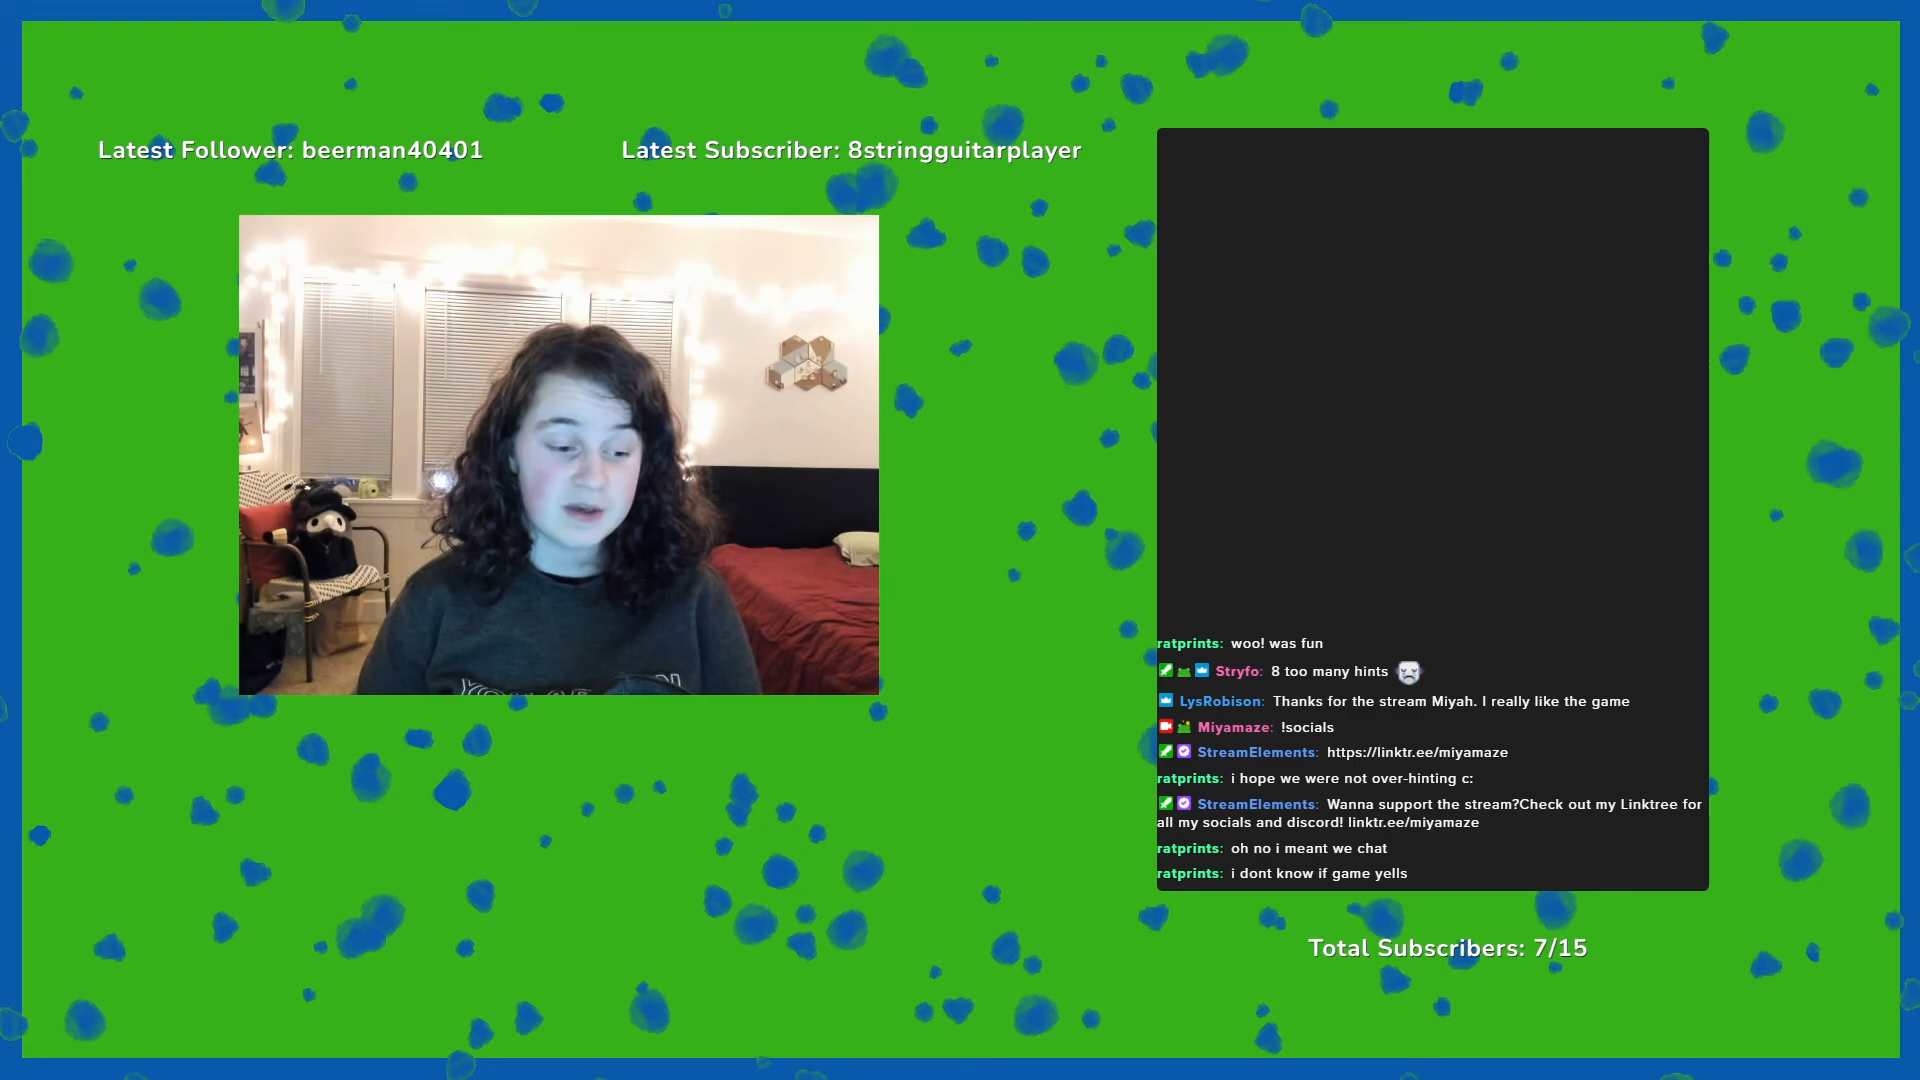 Latest Follower: beerman40401
Latest Subscriber: 8stringguitarplayer
ratprints: woo! was fun
Stryfo: 8 too many hints
LysRobison: Thanks for the stream Miyah. I really like the game
Miyamaze: !socials
StreamElements: https://linktr.ee/miyamaze
ratprints: i hope we were not over-hinting c:
StreamElements: Wanna support the stream?Check out my Linktree for
all my socials and discord! linktr.ee/miyamaze
ratprints: oh no i meant we chat
ratprints: i dont know if game yells
Total Subscribers: 7/15